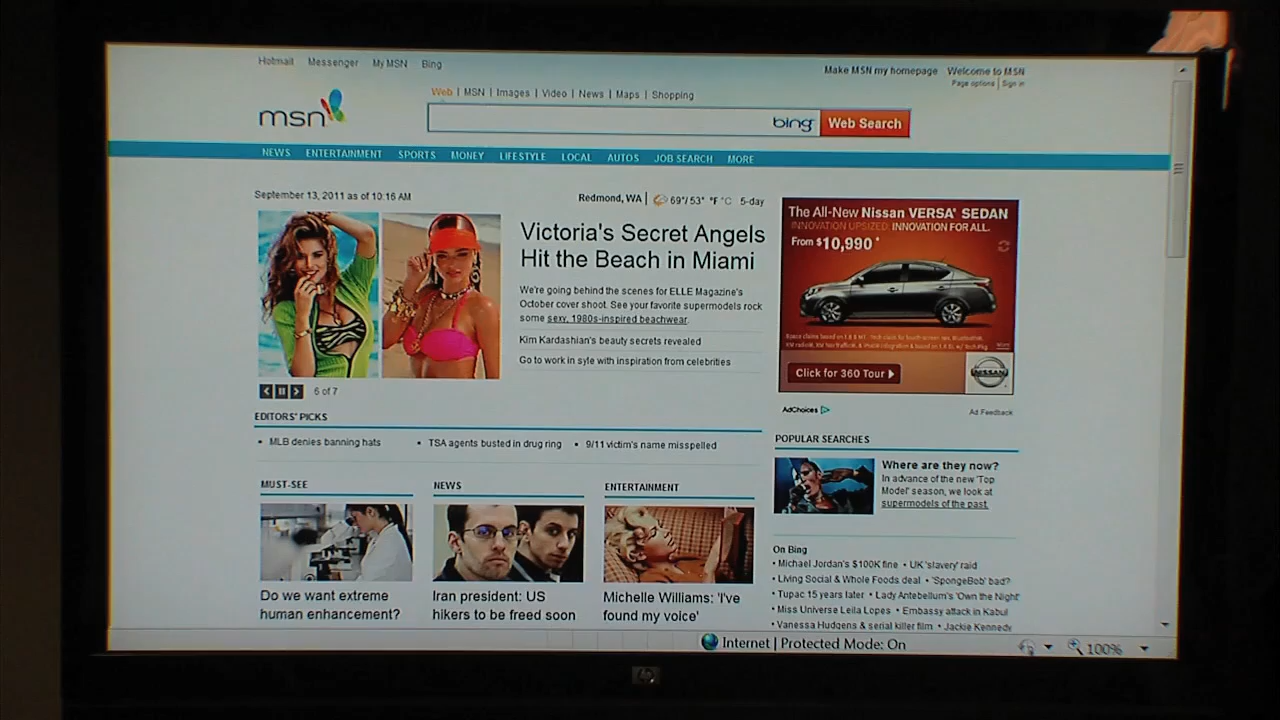 Hotmail Messenger My MSN Bing
Make MSN my homepage Welcome to MSN
Page options | Sign in
Web | MSN | Images | Video | News | Maps | Shopping
msn
bing Web Search
NEWS ENTERTAINMENT SPORTS MONEY LIFESTYLE LOCAL AUTOS JOB SEARCH MORE
September 13, 2011 as of 10:16 AM
Redmond, WA | 69°/53° °F °C 5-day
Victoria's Secret Angels
Hit the Beach in Miami
We're going behind the scenes for ELLE Magazine's
October cover shoot. See your favorite supermodels rock
some sexy, 1980s-inspired beachwear.
Kim Kardashian's beauty secrets revealed
Go to work in syle with inspiration from celebrities
6 of 7
The All-New Nissan VERSA® SEDAN
INNOVATION UPSIZED. INNOVATION FOR ALL.
From $10,990*
Click for 360 Tour
NISSAN
AdChoices
Ad Feedback
EDITORS' PICKS
• MLB denies banning hats • TSA agents busted in drug ring • 9/11 victim's name misspelled
POPULAR SEARCHES
Where are they now?
In advance of the new 'Top
Model' season, we look at
supermodels of the past.
MUST-SEE
Do we want extreme
human enhancement?
NEWS
Iran president: US
hikers to be freed soon
ENTERTAINMENT
Michelle Williams: 'I've
found my voice'
On Bing
• Michael Jordan's $100K fine • UK 'slavery' raid
• Living Social & Whole Foods deal • 'SpongeBob' bad?
• Tupac 15 years later • Lady Antebellum's 'Own the Night'
• Miss Universe Leila Lopes • Embassy attack in Kabul
• Vanessa Hudgens & serial killer film • Jackie Kennedy
Internet | Protected Mode: On
100%
hp